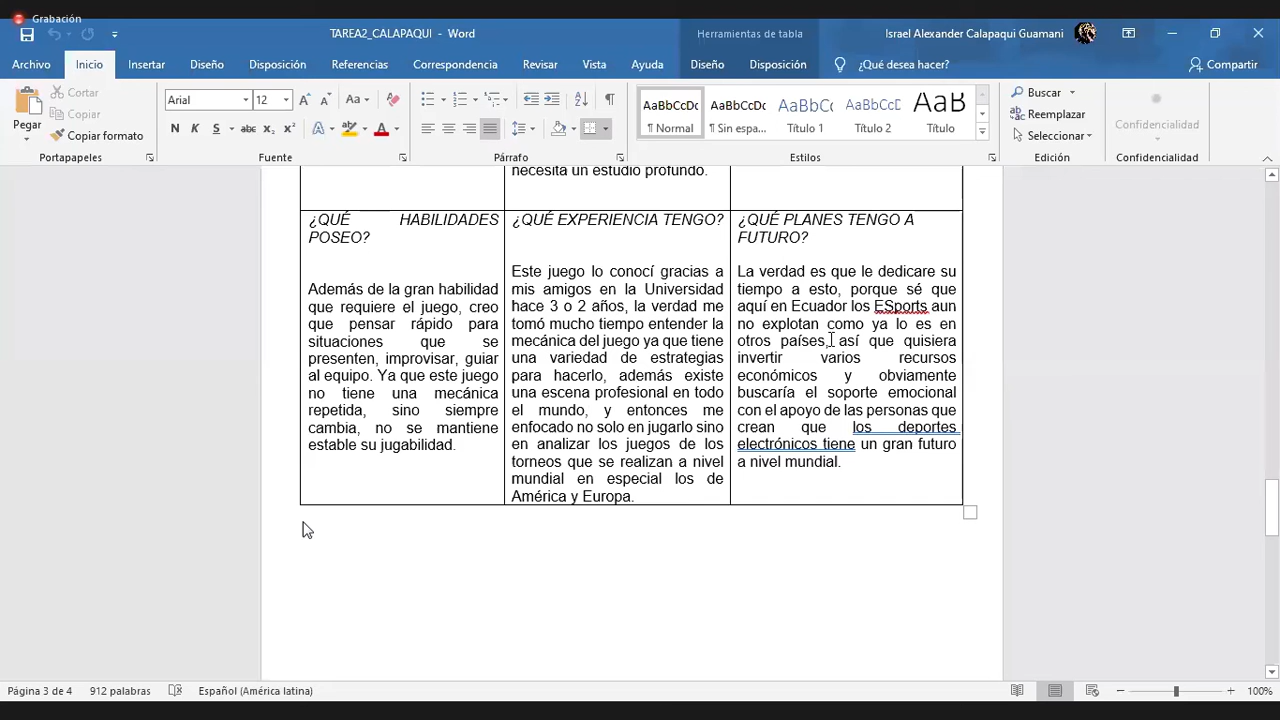 Grabación
TAREA2_CALAPAQUI - Word
Herramientas de tabla
Israel Alexander Calapaqui Guamani
Archivo Inicio Insertar Diseño Disposición Referencias Correspondencia Revisar Vista Ayuda Diseño Disposición ¿Qué desea hacer? Compartir
Pegar
Cortar
Copiar
Copiar formato
Portapapeles
Arial 12
N K S abc x₂ x²
Fuente
Párrafo
AaBbCcDc AaBbCcDc AaBbCc AaBbCcC AaB
¶ Normal ¶ Sin espa... Título 1 Título 2 Título
Estilos
Buscar
Reemplazar
Seleccionar
Edición
Confidencialidad
Confidencialidad
necesita un estudio profundo.
¿QUÉ HABILIDADES
POSEO?
Además de la gran habilidad
que requiere el juego, creo
que pensar rápido para
situaciones que se
presenten, improvisar, guiar
al equipo. Ya que este juego
no tiene una mecánica
repetida, sino siempre
cambia, no se mantiene
estable su jugabilidad.
¿QUÉ EXPERIENCIA TENGO?
Este juego lo conocí gracias a
mis amigos en la Universidad
hace 3 o 2 años, la verdad me
tomó mucho tiempo entender la
mecánica del juego ya que tiene
una variedad de estrategias
para hacerlo, además existe
una escena profesional en todo
el mundo, y entonces me
enfocado no solo en jugarlo sino
en analizar los juegos de los
torneos que se realizan a nivel
mundial en especial los de
América y Europa.
¿QUÉ PLANES TENGO A
FUTURO?
La verdad es que le dedicare su
tiempo a esto, porque sé que
aquí en Ecuador los ESports aun
no explotan como ya lo es en
otros países, así que quisiera
invertir varios recursos
económicos y obviamente
buscaría el soporte emocional
con el apoyo de las personas que
crean que los deportes
electrónicos tiene un gran futuro
a nivel mundial.
Página 3 de 4 912 palabras Español (América latina) 100%